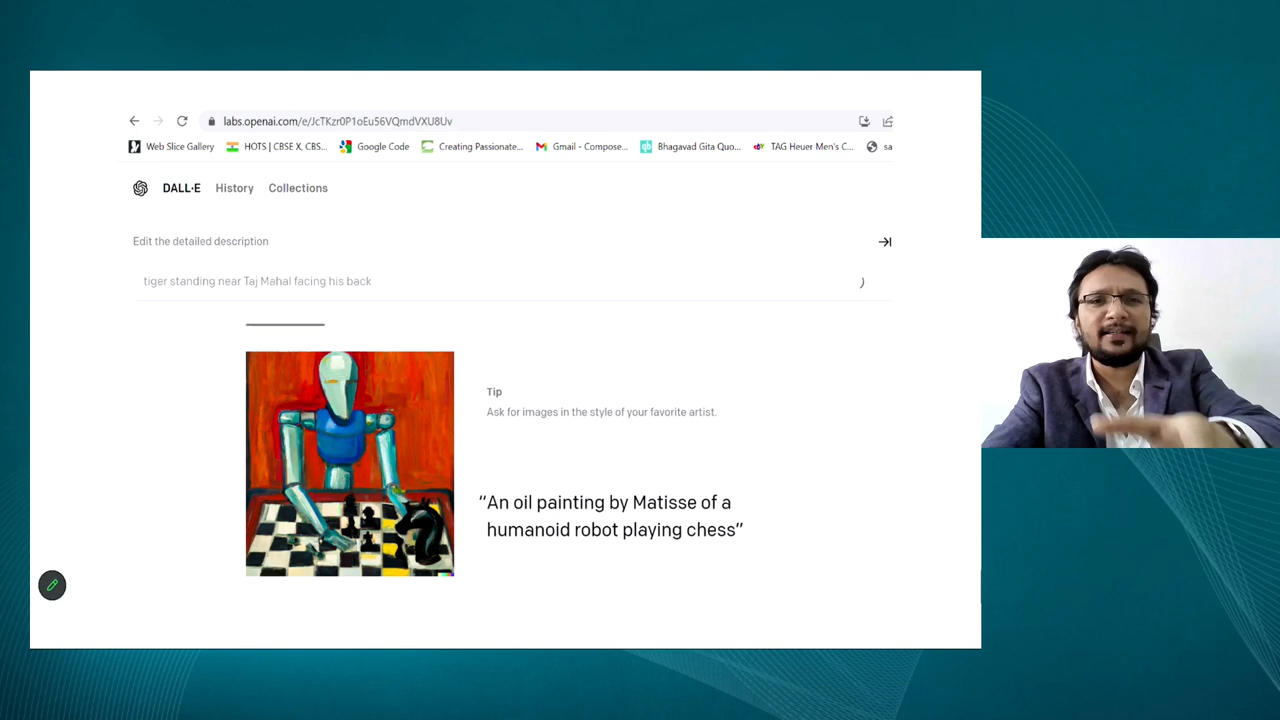 labs.openai.com/e/JcTKzr0P1oEu56VQmdVXU8Uv
Web Slice Gallery HOTS | CBSE X, CBS... Google Code Creating Passionate... Gmail - Compose... Bhagavad Gita Quo... TAG Heuer Men's C... sa
DALL·E History Collections
Edit the detailed description
tiger standing near Taj Mahal facing his back
Tip
Ask for images in the style of your favorite artist.
“An oil painting by Matisse of a
humanoid robot playing chess”